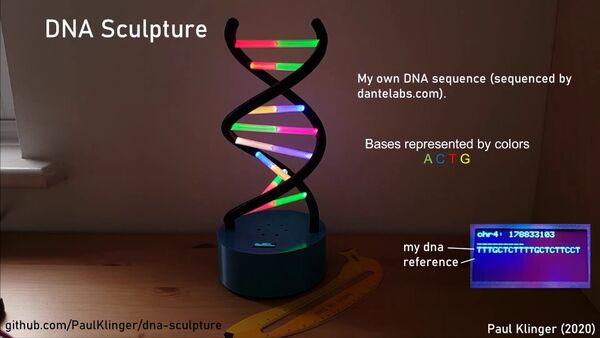 DNA Sculpture
My own DNA sequence (sequenced by
dantelabs.com).
Bases represented by colors
A C T G
chr4: 178833103
my dna
TTTGCTCTTTTGCTCTTCCT
reference
github.com/PaulKlinger/dna-sculpture
Paul Klinger (2020)